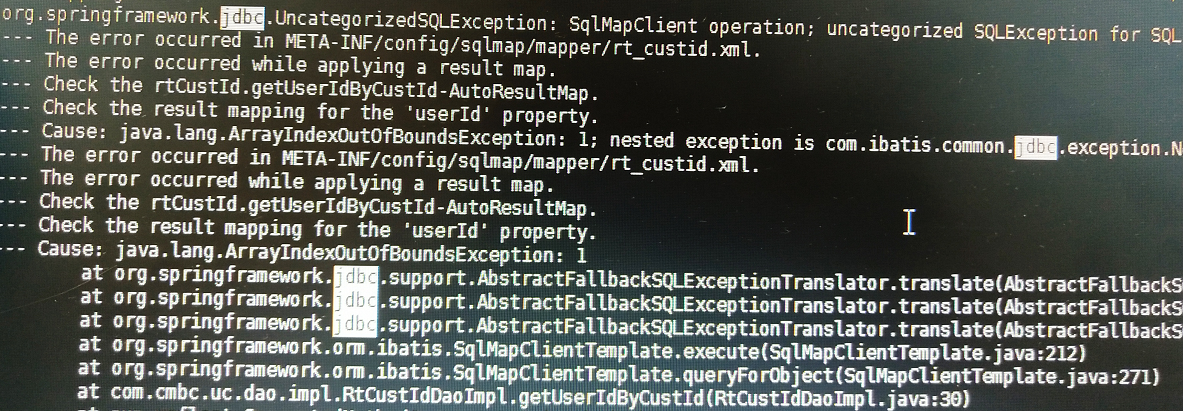 org.springframework.jdbc.UncategorizedSQLException: SqlMapClient operation; uncategorized SQLException for SQL
--- The error occurred in META-INF/config/sqlmap/mapper/rt_custid.xml.
--- The error occurred while applying a result map.
--- Check the rtCustId.getUserIdByCustId-AutoResultMap.
--- Check the result mapping for the 'userId' property.
--- Cause: java.lang.ArrayIndexOutOfBoundsException: 1; nested exception is com.ibatis.common.jdbc.exception.N
--- The error occurred in META-INF/config/sqlmap/mapper/rt_custid.xml.
--- The error occurred while applying a result map.
--- Check the rtCustId.getUserIdByCustId-AutoResultMap.
--- Check the result mapping for the 'userId' property.
--- Cause: java.lang.ArrayIndexOutOfBoundsException: 1
at org.springframework.jdbc.support.AbstractFallbackSQLExceptionTranslator.translate(AbstractFallbackS
at org.springframework.jdbc.support.AbstractFallbackSQLExceptionTranslator.translate(AbstractFallbackS
at org.springframework.jdbc.support.AbstractFallbackSQLExceptionTranslator.translate(AbstractFallbackS
at org.springframework.orm.ibatis.SqlMapClientTemplate.execute(SqlMapClientTemplate.java:212)
at org.springframework.orm.ibatis.SqlMapClientTemplate.queryForObject(SqlMapClientTemplate.java:271)
at com.cmbc.uc.dao.impl.RtCustIdDaoImpl.getUserIdByCustId(RtCustIdDaoImpl.java:30)